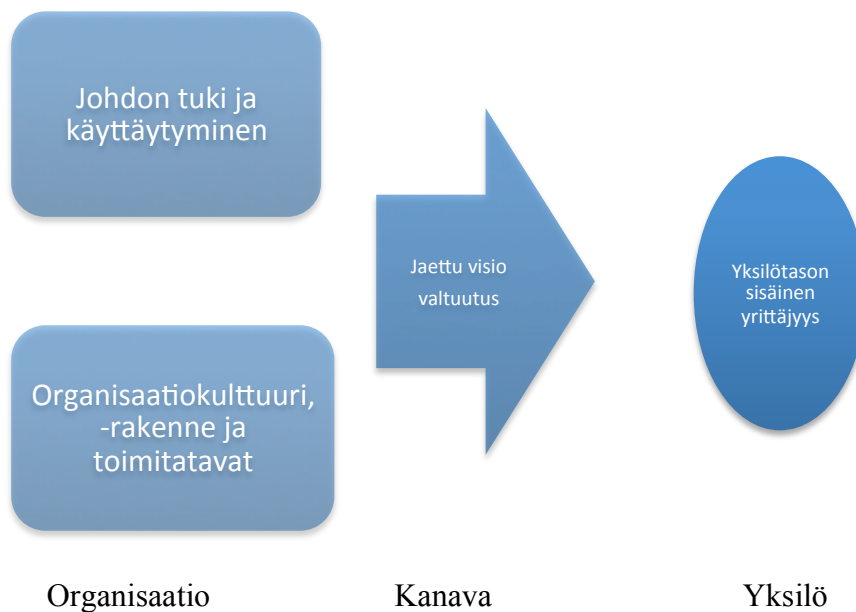 Johdon tuki ja
käyttäytyminen
Organisaatiokulttuuri,
-rakenne ja
toimitatavat
Jaettu visio
valtuutus
Yksilötason
sisäinen
yrittäjyys
Organisaatio
Kanava
Yksilö